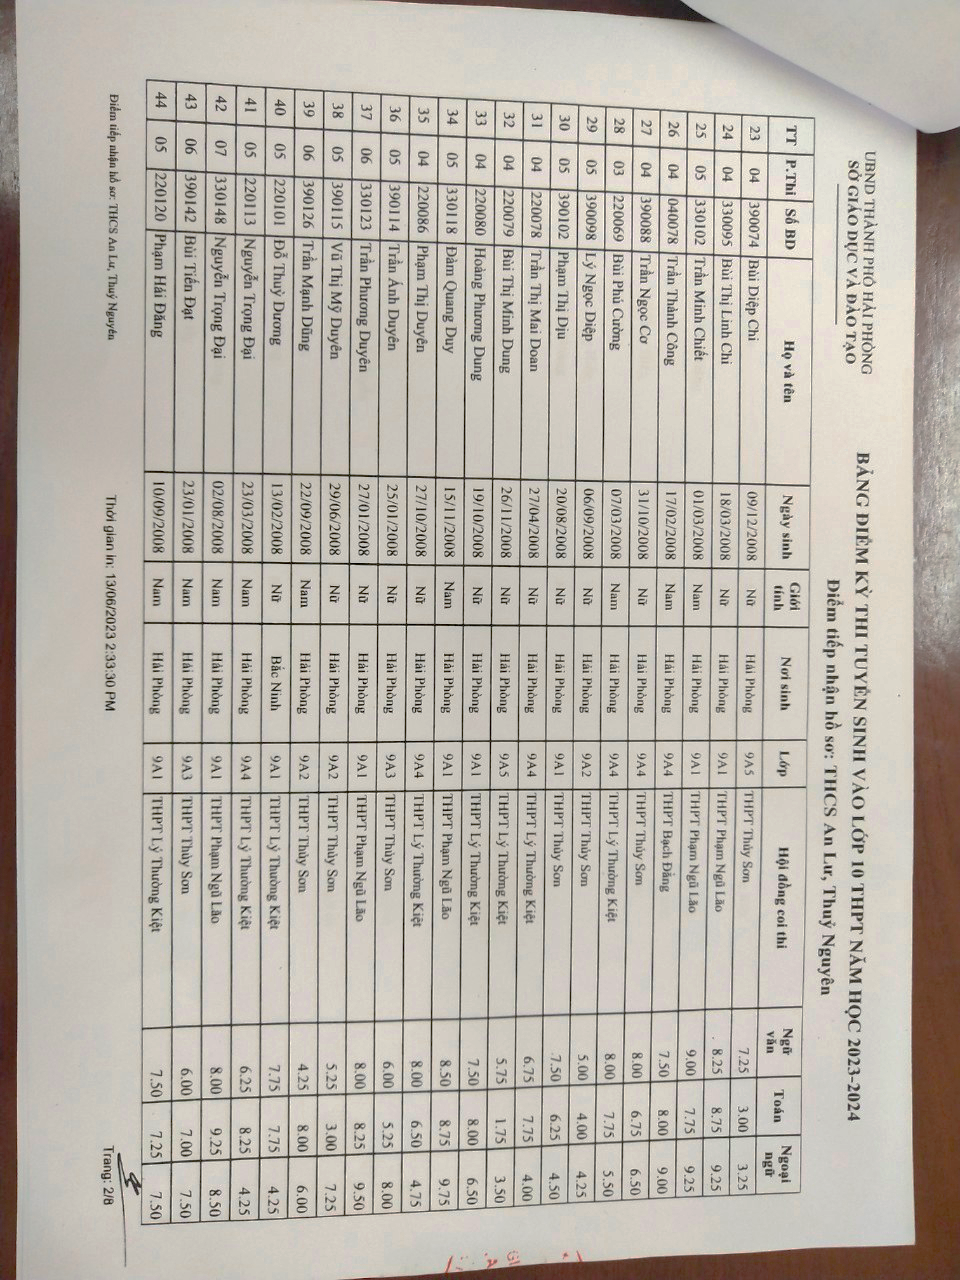 UBND THÀNH PHỐ HẢI PHÒNG
SỞ GIÁO DỤC VÀ ĐÀO TẠO
BẢNG ĐIỂM KỲ THI TUYỂN SINH VÀO LỚP 10 THPT NĂM HỌC 2023-2024
Điểm tiếp nhận hồ sơ: THCS An Lư, Thuỷ Nguyên
TT P.Thi Số BD Họ và tên Ngày sinh Giới tính Nơi sinh Lớp Hội đồng coi thi Ngữ văn Toán Ngoại ngữ
23 04 390074 Bùi Diệp Chi 09/12/2008 Nữ Hải Phòng 9A5 THPT Thủy Sơn 7.25 3.00 3.25
24 04 330095 Bùi Thị Linh Chi 18/03/2008 Nữ Hải Phòng 9A1 THPT Phạm Ngũ Lão 8.25 8.75 9.25
25 05 330102 Trần Minh Chiết 01/03/2008 Nam Hải Phòng 9A1 THPT Phạm Ngũ Lão 9.00 7.75 9.25
26 04 040078 Trần Thành Công 17/02/2008 Nam Hải Phòng 9A4 THPT Bạch Đằng 7.50 8.00 9.00
27 04 390088 Trần Ngọc Cơ 31/10/2008 Nữ Hải Phòng 9A4 THPT Thủy Sơn 8.00 6.75 6.50
28 03 220069 Bùi Phú Cường 07/03/2008 Nam Hải Phòng 9A4 THPT Lý Thường Kiệt 8.00 7.75 5.50
29 05 390098 Lý Ngọc Diệp 06/09/2008 Nữ Hải Phòng 9A2 THPT Thủy Sơn 5.00 4.00 4.25
30 05 390102 Phạm Thị Dịu 20/08/2008 Nữ Hải Phòng 9A1 THPT Thủy Sơn 7.50 6.25 4.50
31 04 220078 Trần Thị Mai Doan 27/04/2008 Nữ Hải Phòng 9A4 THPT Lý Thường Kiệt 6.75 7.75 4.00
32 04 220079 Bùi Thị Minh Dung 26/11/2008 Nữ Hải Phòng 9A5 THPT Lý Thường Kiệt 5.75 1.75 3.50
33 04 220080 Hoàng Phương Dung 19/10/2008 Nữ Hải Phòng 9A1 THPT Lý Thường Kiệt 7.50 8.00 6.50
34 05 330118 Đàm Quang Duy 15/11/2008 Nam Hải Phòng 9A1 THPT Phạm Ngũ Lão 8.50 8.75 9.75
35 04 220086 Phạm Thị Duyên 27/10/2008 Nữ Hải Phòng 9A4 THPT Lý Thường Kiệt 8.00 6.50 4.75
36 05 390114 Trần Ánh Duyên 25/01/2008 Nữ Hải Phòng 9A3 THPT Thủy Sơn 6.00 5.25 8.00
37 06 330123 Trần Phương Duyên 27/01/2008 Nữ Hải Phòng 9A1 THPT Phạm Ngũ Lão 8.00 8.25 9.50
38 05 390115 Vũ Thị Mỹ Duyên 29/06/2008 Nữ Hải Phòng 9A2 THPT Thủy Sơn 5.25 3.00 7.25
39 06 390126 Trần Mạnh Dũng 22/09/2008 Nam Hải Phòng 9A2 THPT Thủy Sơn 4.25 8.00 6.00
40 05 220101 Đỗ Thuỳ Dương 13/02/2008 Nữ Bắc Ninh 9A1 THPT Lý Thường Kiệt 7.75 7.75 4.25
41 05 220113 Nguyễn Trọng Đại 23/03/2008 Nam Hải Phòng 9A4 THPT Lý Thường Kiệt 6.25 8.25 4.25
42 07 330148 Nguyễn Trọng Đại 02/08/2008 Nam Hải Phòng 9A1 THPT Phạm Ngũ Lão 8.00 9.25 8.50
43 06 390142 Bùi Tiến Đạt 23/01/2008 Nam Hải Phòng 9A3 THPT Thủy Sơn 6.00 7.00 7.50
44 05 220120 Phạm Hải Đăng 10/09/2008 Nam Hải Phòng 9A1 THPT Lý Thường Kiệt 7.50 7.25 7.50
Điểm tiếp nhận hồ sơ: THCS An Lư, Thuỷ Nguyên Thời gian in: 13/06/2023 2:33:30 PM Trang: 2/8